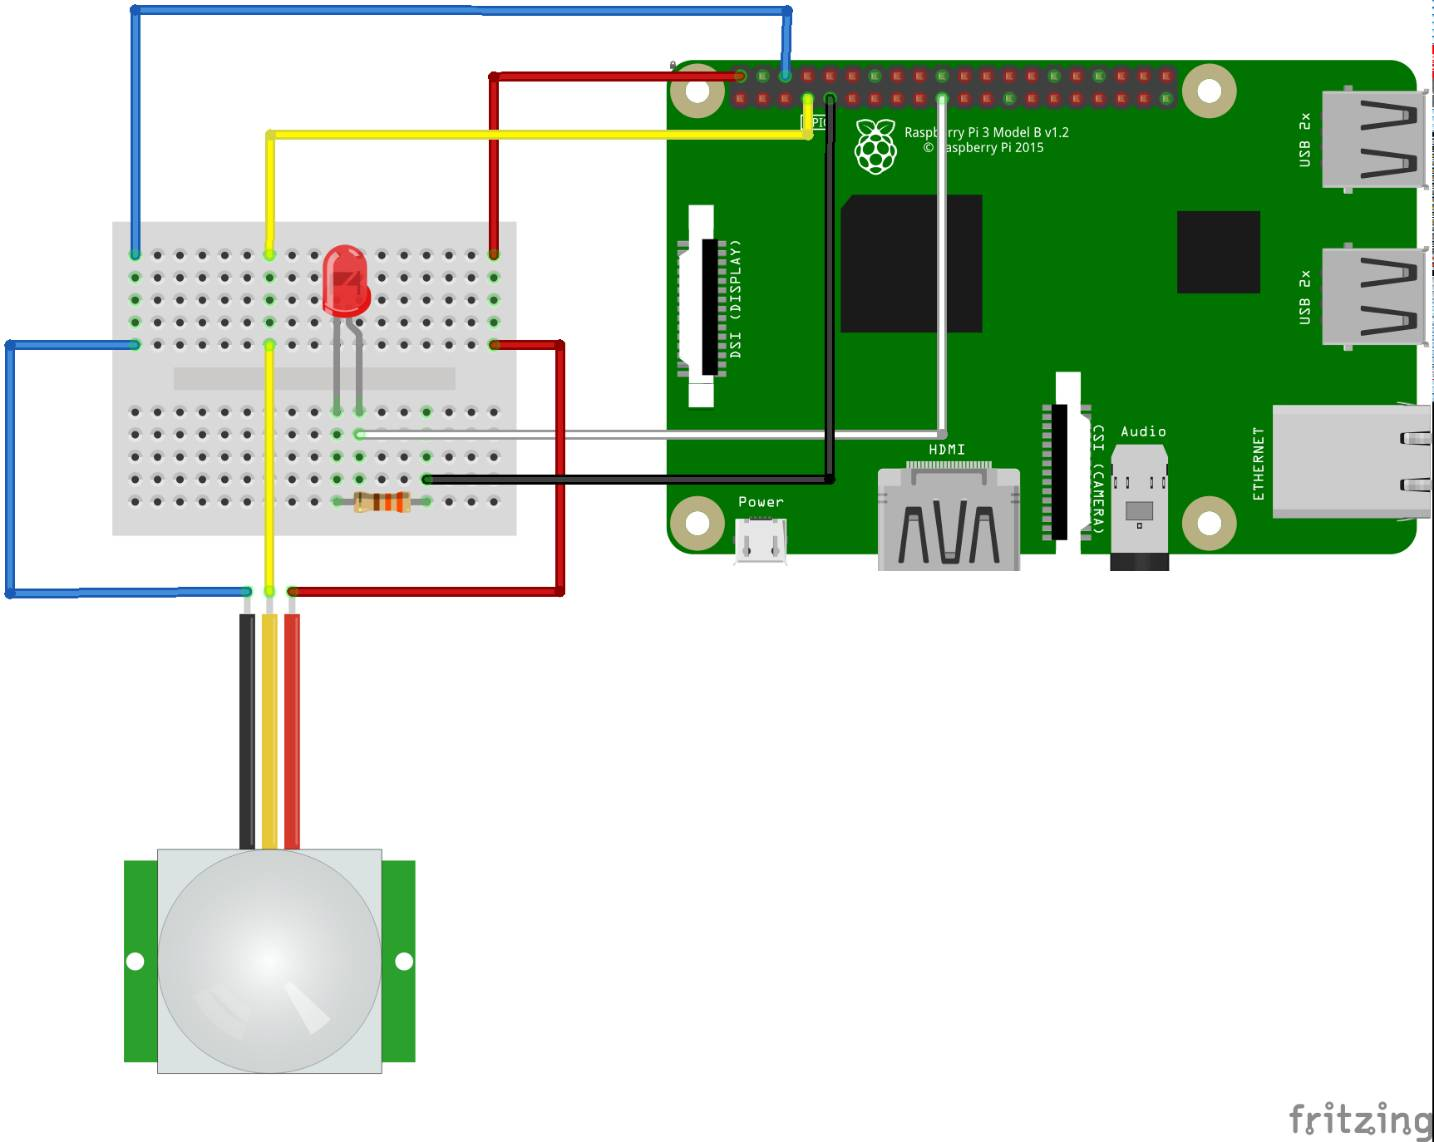 Raspberry Pi 3 Model B v1.2
© Raspberry Pi 2015
USB 2x
DSI (DISPLAY)
USB 2x
HDMI
CSI (CAMERA)
Audio
ETHERNET
Power
fritzing